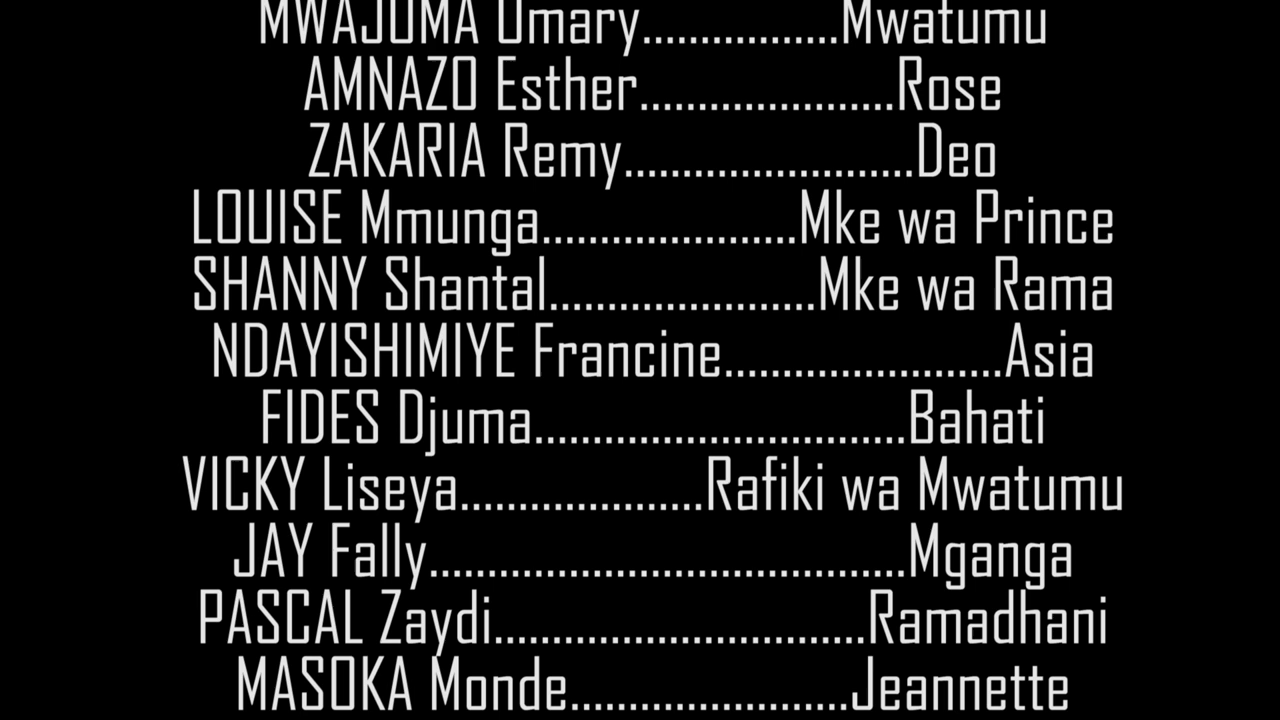 MWAJUMA Omary.................Mwatumu
AMNAZO Esther......................Rose
ZAKARIA Remy.........................Deo
LOUISE Mmunga......................Mke wa Prince
SHANNY Shantal.......................Mke wa Rama
NDAYISHIMIYE Francine........................Asia
FIDES Djuma................................Bahati
VICKY Liseya.....................Rafiki wa Mwatumu
JAY Fally.........................................Mganga
PASCAL Zaydi................................Ramadhani
MASOKA Monde........................Jeannette